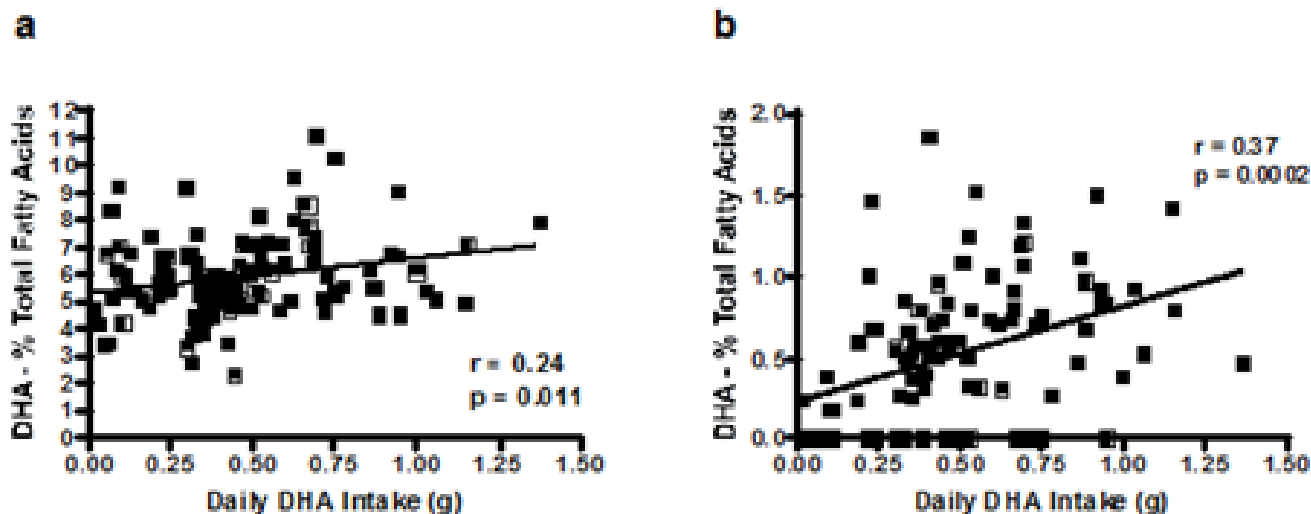 a
DHA - % Total Fatty Acids
12
11
10
9
8
7
6
5
4
3
2
1
0
r = 0.24
p = 0.011
0.00 0.25 0.50 0.75 1.00 1.25 1.50
Daily DHA Intake (g)
b
DHA - % Total Fatty Acids
2.0
1.5
1.0
0.5
0.0
r = 0.37
p = 0.0002
0.00 0.25 0.50 0.75 1.00 1.25 1.50
Daily DHA Intake (g)